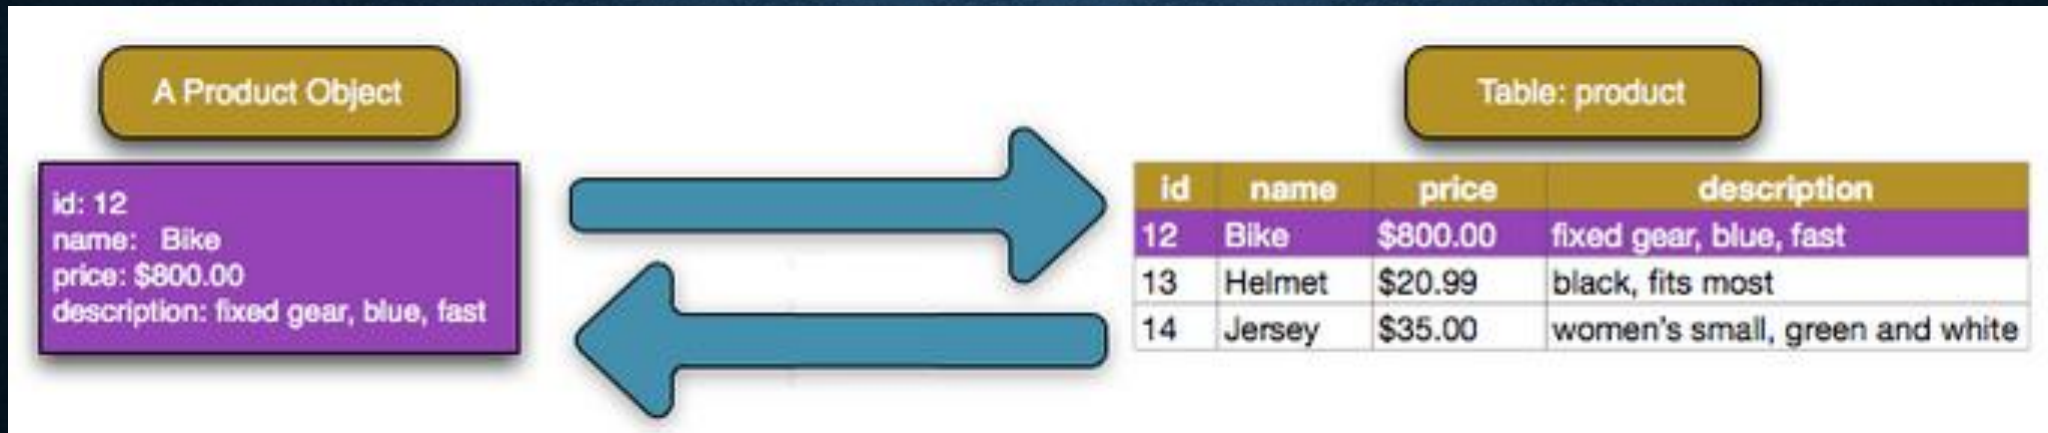 A Product Object
id: 12
name: Bike
price: $800.00
description: fixed gear, blue, fast
Table: product
id name price description
12 Bike $800.00 fixed gear, blue, fast
13 Helmet $20.99 black, fits most
14 Jersey $35.00 women's small, green and white